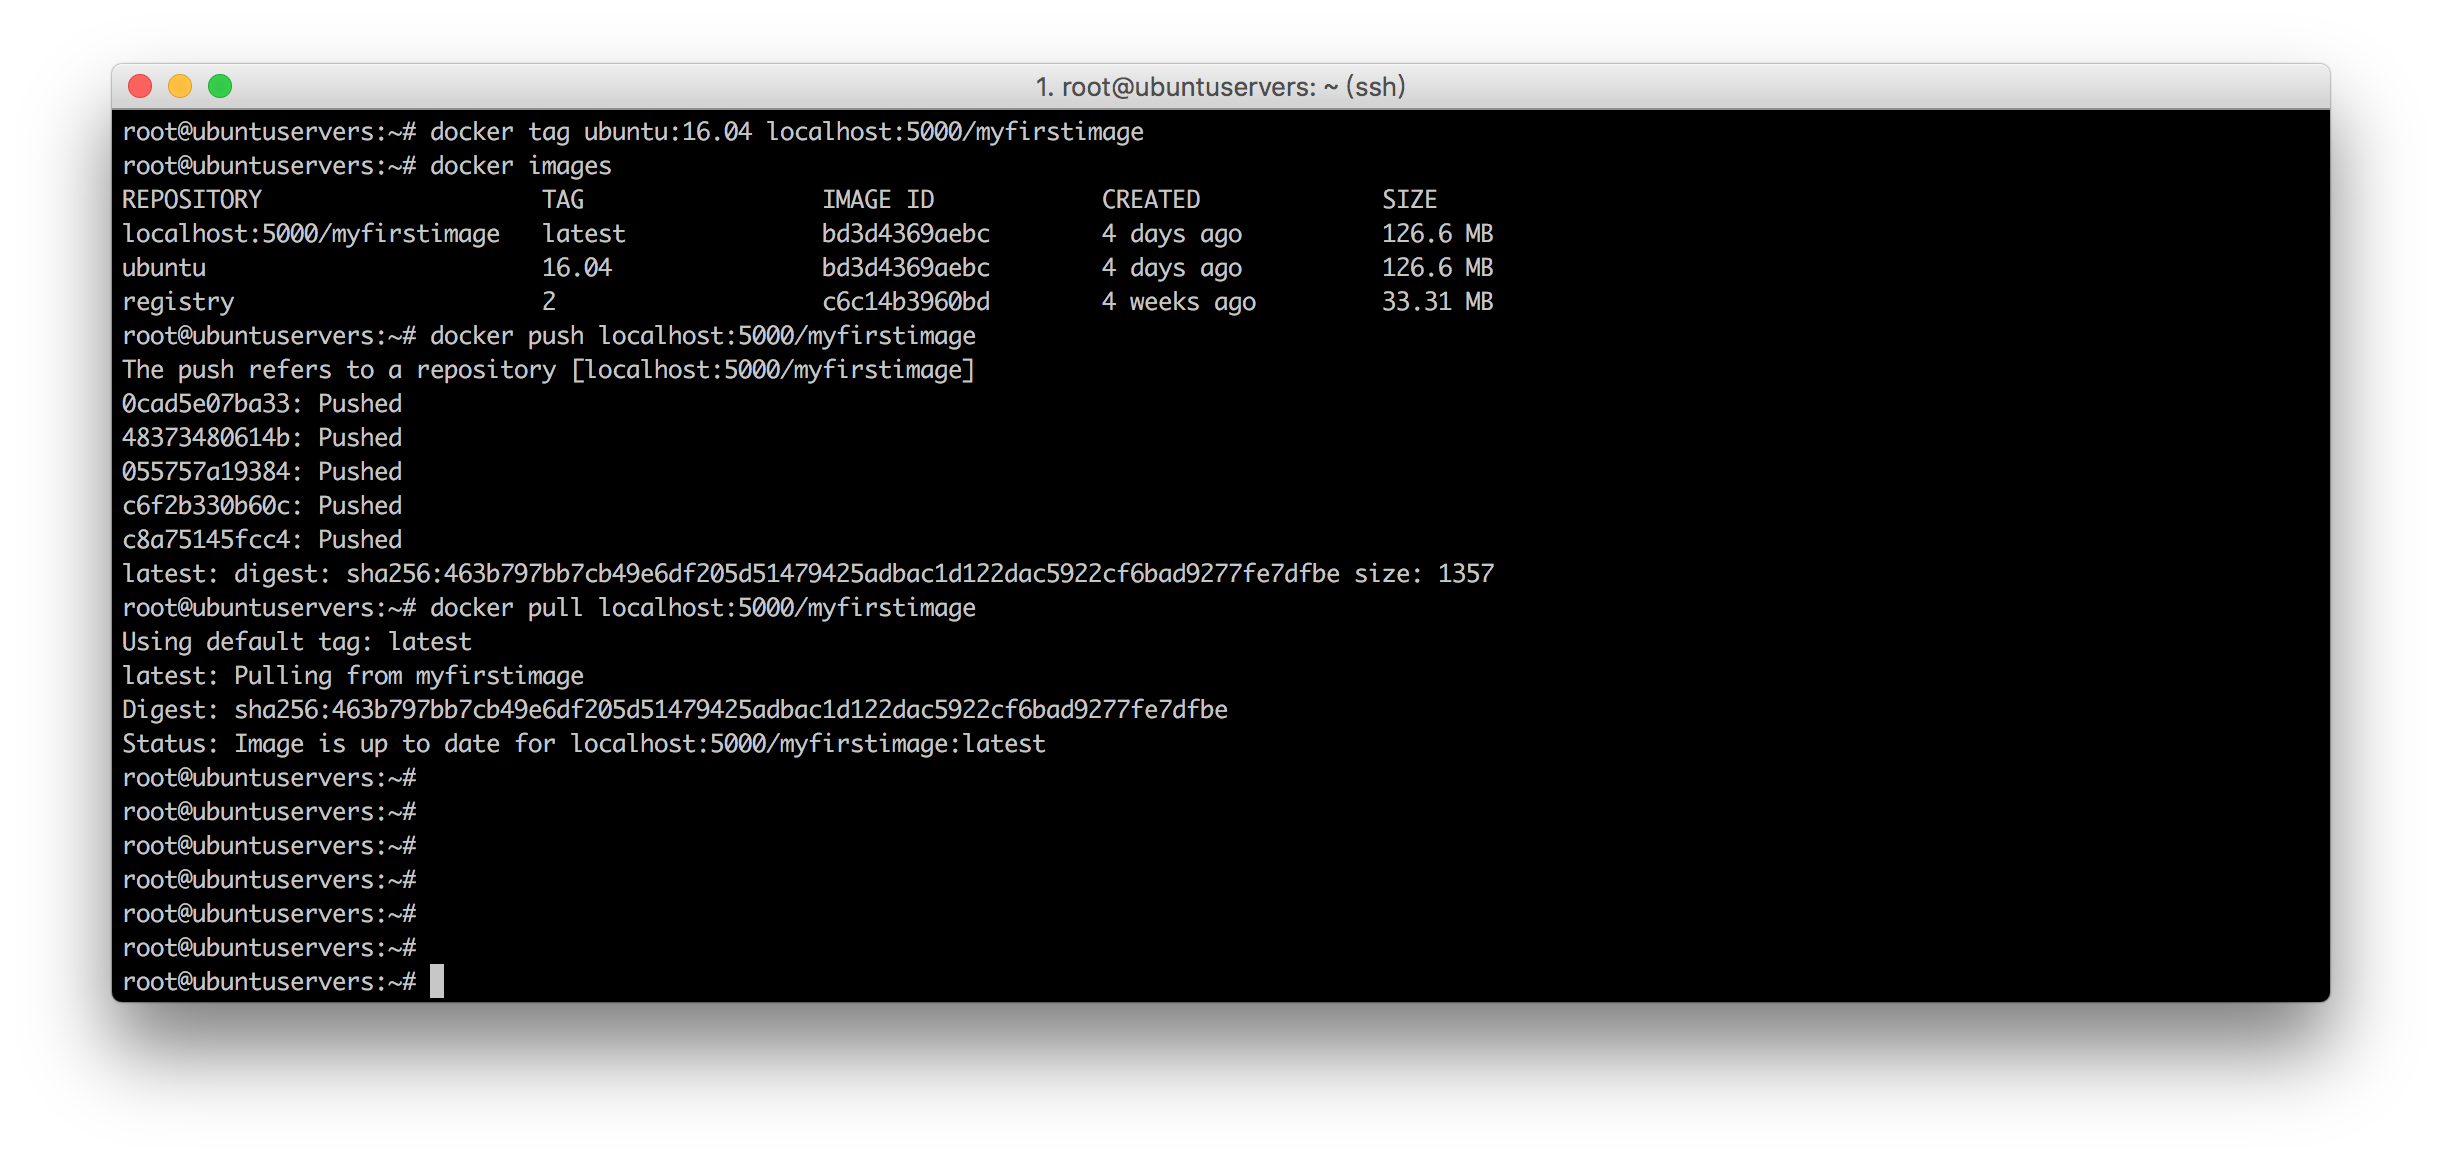 1. root@ubuntuservers: ~ (ssh)
root@ubuntuservers:~# docker tag ubuntu:16.04 localhost:5000/myfirstimage
root@ubuntuservers:~# docker images
REPOSITORY TAG IMAGE ID CREATED SIZE
localhost:5000/myfirstimage latest bd3d4369aebc 4 days ago 126.6 MB
ubuntu 16.04 bd3d4369aebc 4 days ago 126.6 MB
registry 2 c6c14b3960bd 4 weeks ago 33.31 MB
root@ubuntuservers:~# docker push localhost:5000/myfirstimage
The push refers to a repository [localhost:5000/myfirstimage]
0cad5e07ba33: Pushed
48373480614b: Pushed
055757a19384: Pushed
c6f2b330b60c: Pushed
c8a75145fcc4: Pushed
latest: digest: sha256:463b797bb7cb49e6df205d51479425adbac1d122dac5922cf6bad9277fe7dfbe size: 1357
root@ubuntuservers:~# docker pull localhost:5000/myfirstimage
Using default tag: latest
latest: Pulling from myfirstimage
Digest: sha256:463b797bb7cb49e6df205d51479425adbac1d122dac5922cf6bad9277fe7dfbe
Status: Image is up to date for localhost:5000/myfirstimage:latest
root@ubuntuservers:~#
root@ubuntuservers:~#
root@ubuntuservers:~#
root@ubuntuservers:~#
root@ubuntuservers:~#
root@ubuntuservers:~#
root@ubuntuservers:~#